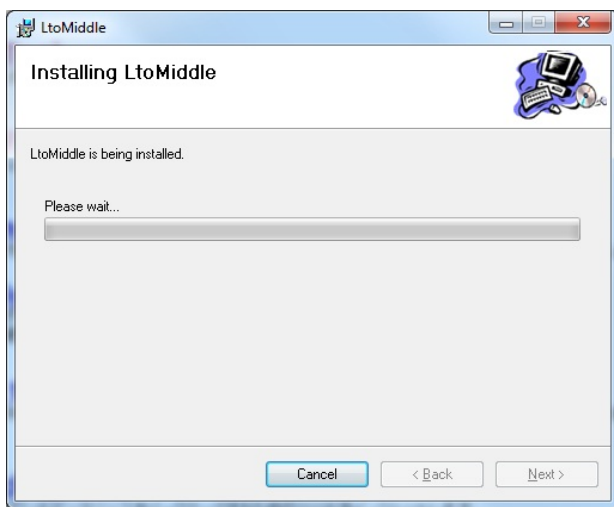 LtoMiddle
Installing LtoMiddle
LtoMiddle is being installed.
Please wait...
Cancel
< Back
Next >